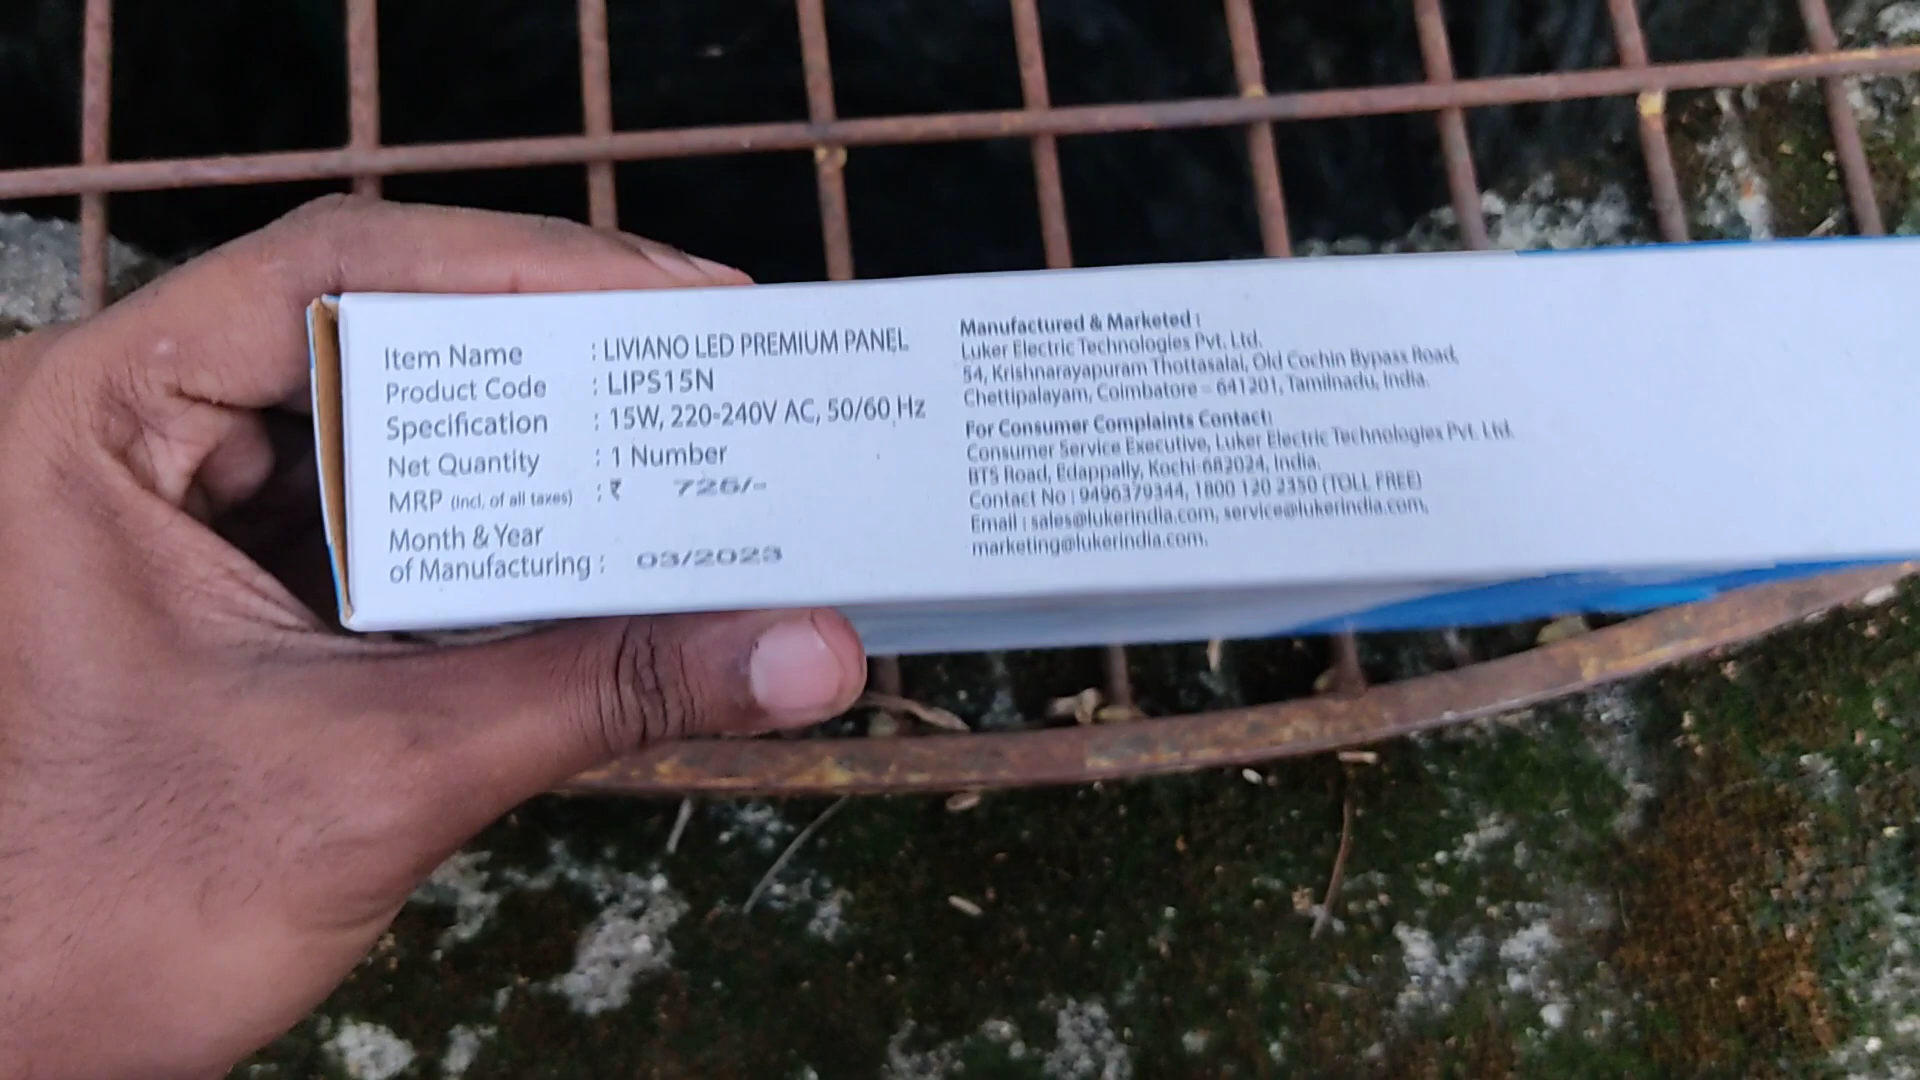 Item Name : LIVIANO LED PREMIUM PANEL
Product Code : LIPS15N
Specification : 15W, 220-240V AC, 50/60 Hz
Net Quantity : 1 Number
MRP (incl. of all taxes) : ₹ 725/-
Month & Year
of Manufacturing : 03/2023
Manufactured & Marketed :
Luker Electric Technologies Pvt. Ltd.
54, Krishnarayapuram Thottasalai, Old Cochin Bypass Road,
Chettipalayam, Coimbatore - 641201, Tamilnadu, India.
For Consumer Complaints Contact:
Consumer Service Executive, Luker Electric Technologies Pvt. Ltd.
BTS Road, Edappally, Kochi-682024, India.
Contact No : 9496379344, 1800 120 2350 (TOLL FREE)
Email : sales@lukerindia.com, service@lukerindia.com,
marketing@lukerindia.com.